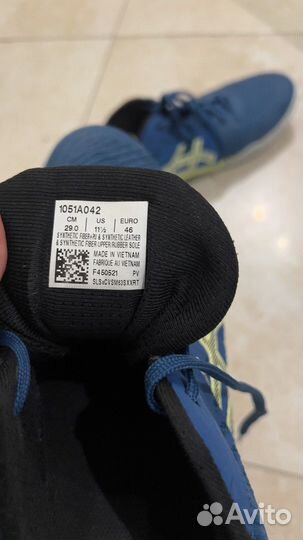 1051A042
CM US EURO
29.0 11½ 46
SYNTHETIC FIBER+PU & SYNTHETIC LEATHER
& SYNTHETIC FIBER UPPER RUBBER SOLE
MADE IN VIETNAM
FABRIQUE AU VIETNAM
F450521 PV
Avito